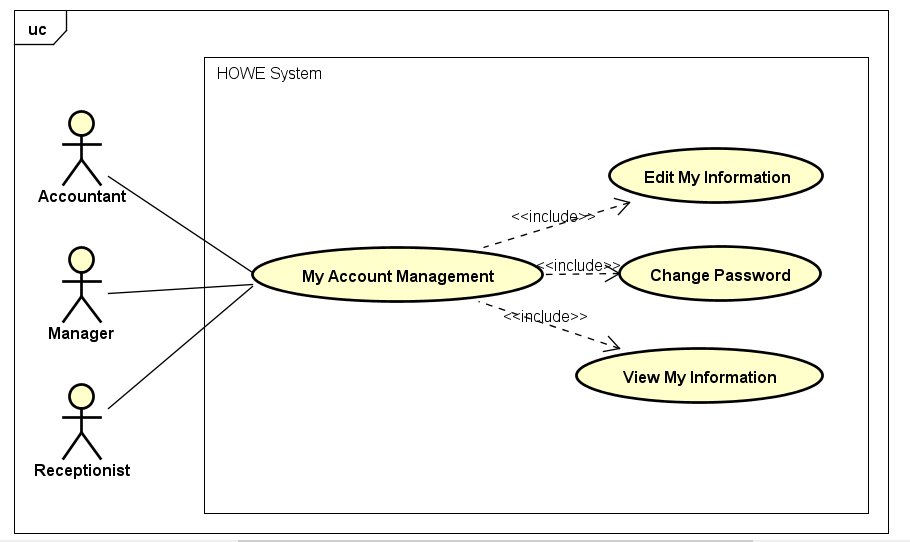 uc
HOWE System
Accountant
Manager
Receptionist
My Account Management
<<include>>
Edit My Information
<<include>>
Change Password
<<include>>
View My Information